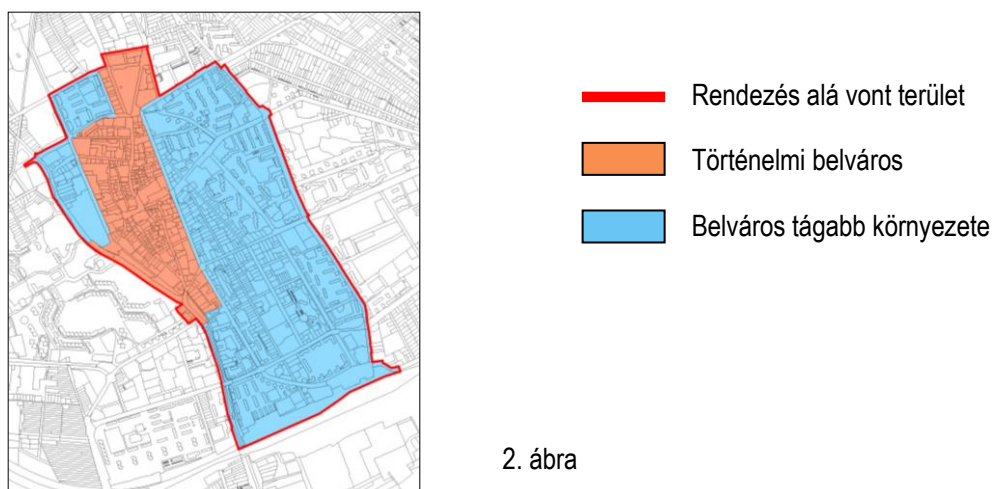 Rendezés alá vont terület
Történelmi belváros
Belváros tágabb környezete
2. ábra